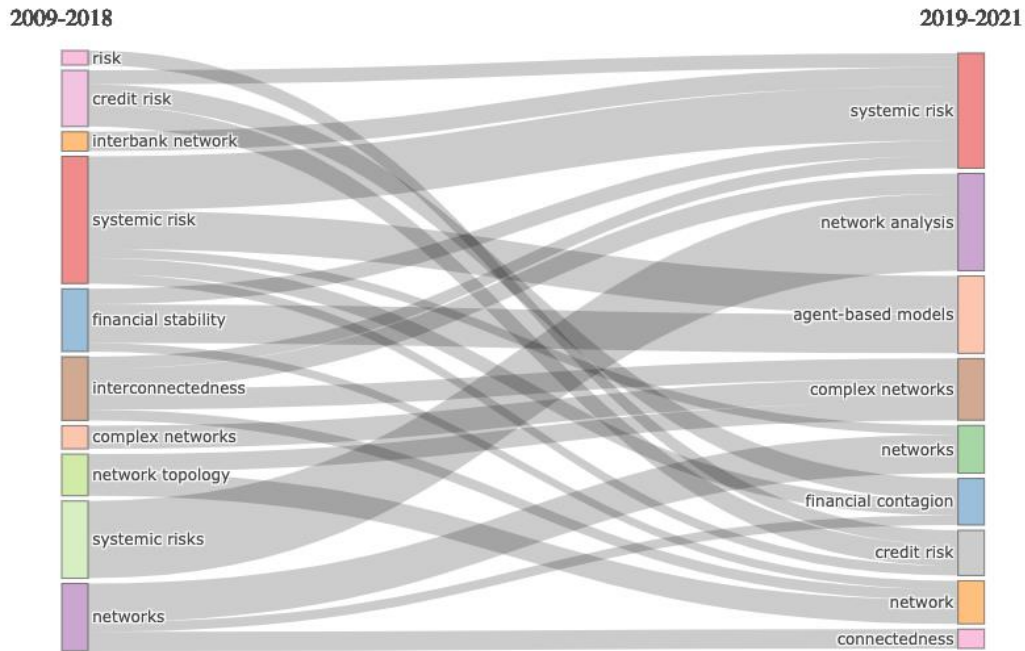 2009-2018
2019-2021
risk
credit risk
interbank network
systemic risk
financial stability
interconnectedness
complex networks
network topology
systemic risks
networks
systemic risk
network analysis
agent-based models
complex networks
networks
financial contagion
credit risk
network
connectedness